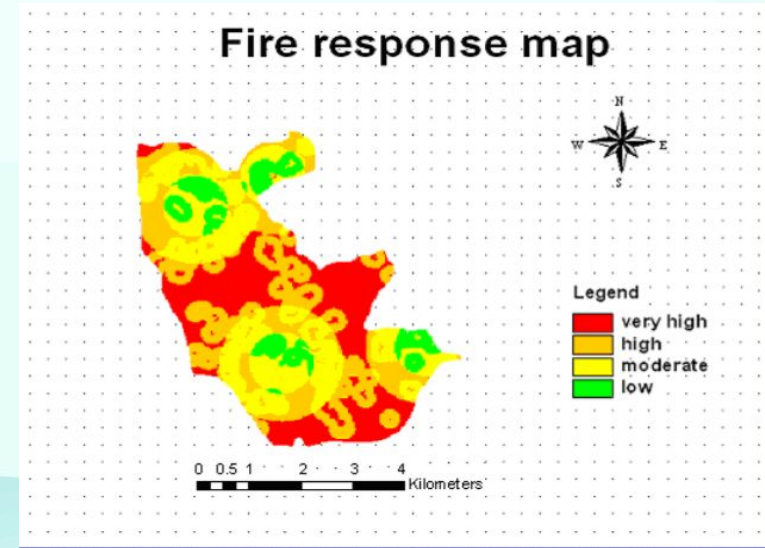 Fire response map
N
W E
S
Legend
very high
high
moderate
low
0 0.5 1 2 3 4
Kilometers